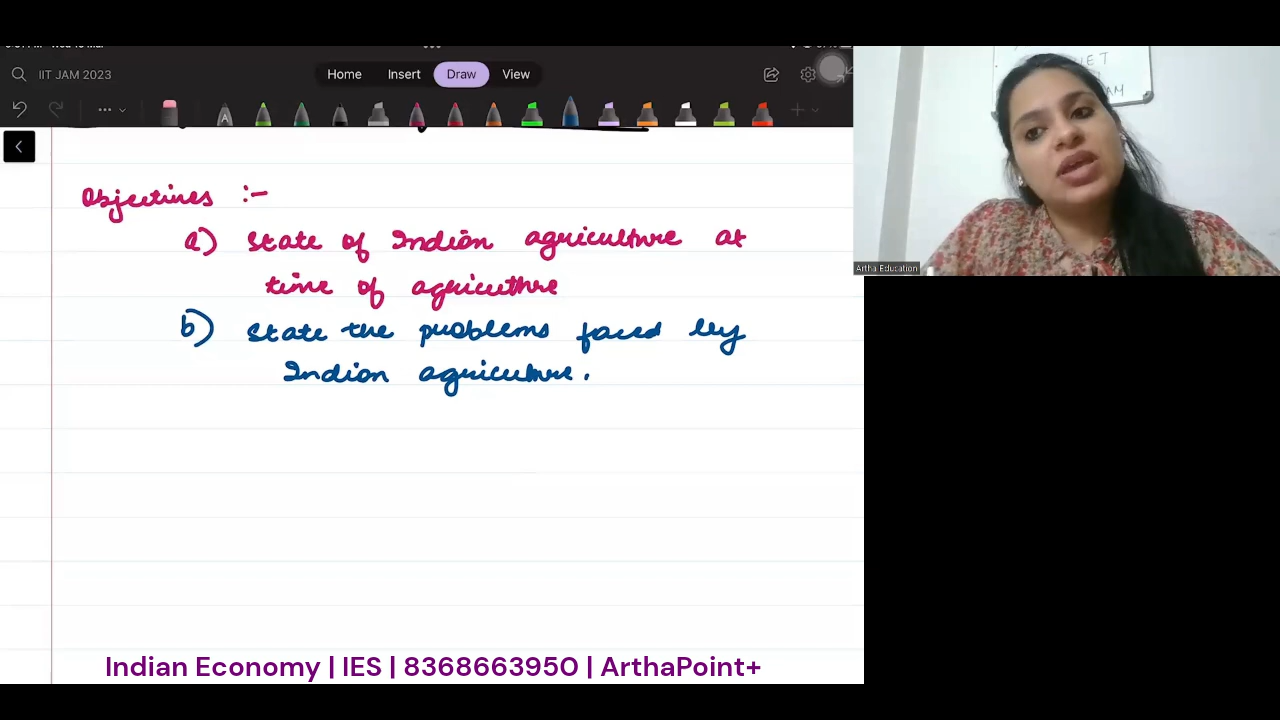 IIT JAM 2023
Home Insert Draw View
A
Objectives :-
a) State of Indian agriculture at
time of agriculture
b) State the problems faced by
Indian agriculture.
Artha Education
Indian Economy | IES | 8368663950 | ArthaPoint+